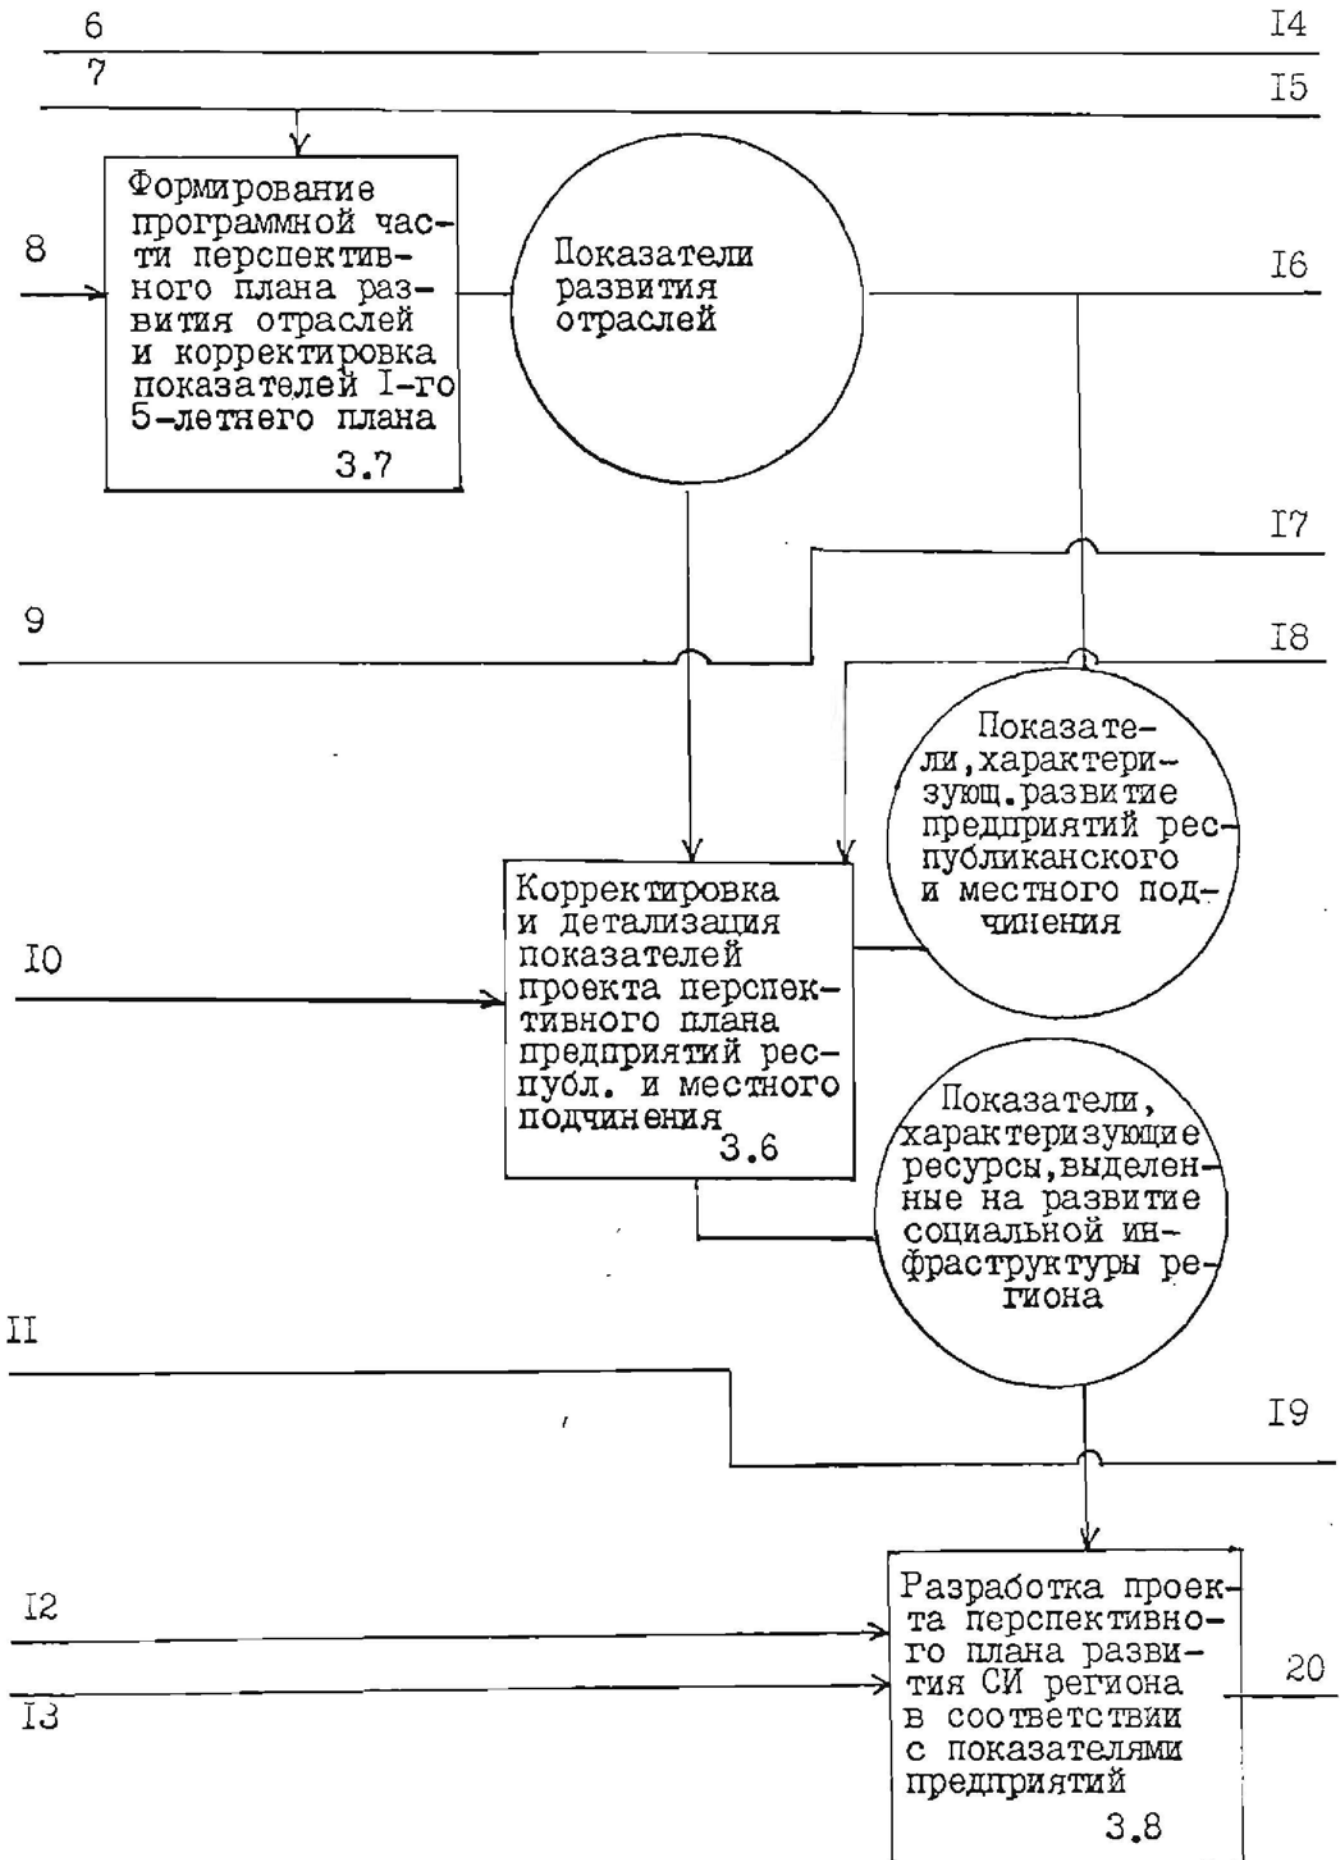 6
I4
7
I5
Формирование
программной час-
ти перспектив-
ного плана раз-
вития отраслей
и корректировка
показателей I-го
5-летнего плана
3.7
8
Показатели
развития
отраслей
I6
I7
9
I8
Показате-
ли,характери-
зующ.развитие
предприятий рес-
публиканского
и местного под-
чинения
Корректировка
и детализация
показателей
проекта перспек-
тивного плана
предприятий рес-
публ. и местного
подчинения
3.6
I0
Показатели,
характеризующие
ресурсы,выделен-
ные на развитие
социальной ин-
фраструктуры ре-
гиона
II
I9
Разработка проек-
та перспективно-
го плана разви-
тия СИ региона
в соответствии
с показателями
предприятий
3.8
I2
I3
20